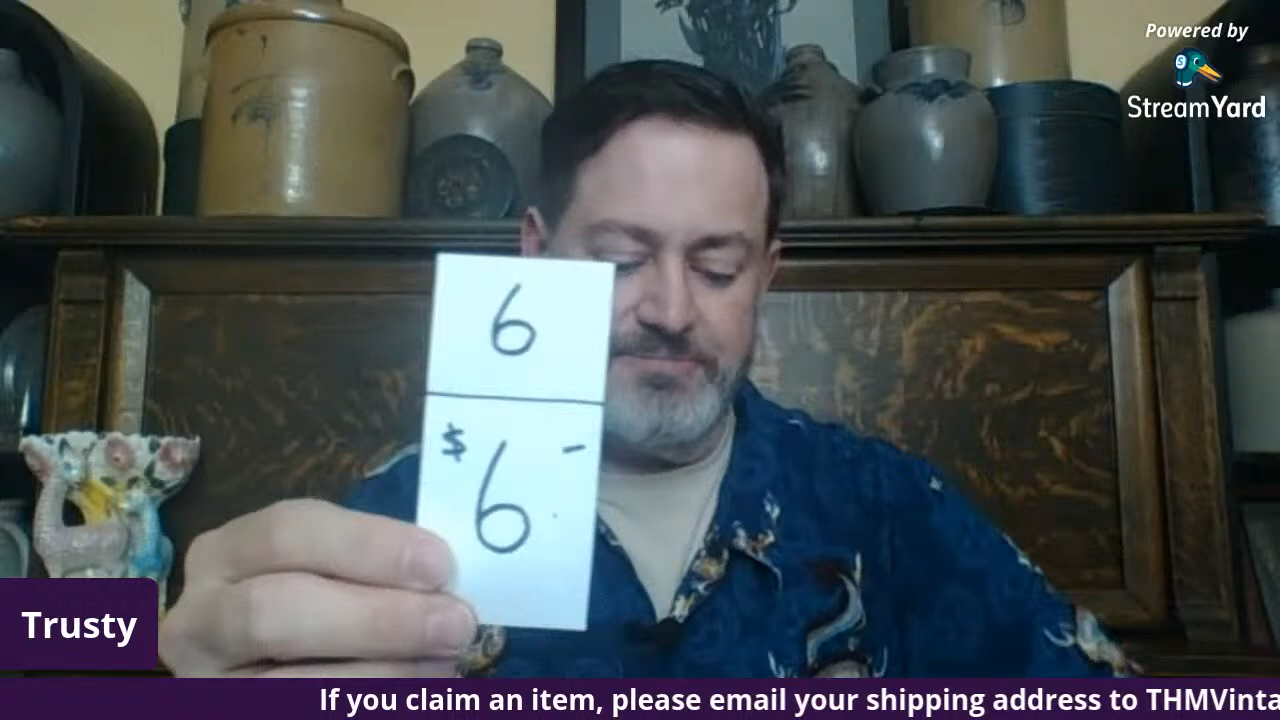 Powered by
StreamYard
6
$6-
Trusty
If you claim an item, please email your shipping address to THMVinta